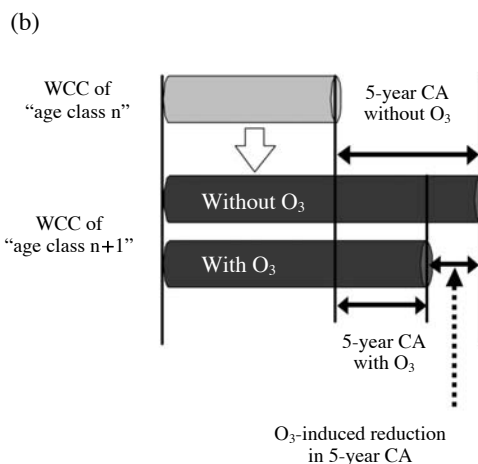 (b)
WCC of
“age class n”
5-year CA
without O₃
Without O₃
WCC of
“age class n+1”
With O₃
5-year CA
with O₃
O₃-induced reduction
in 5-year CA